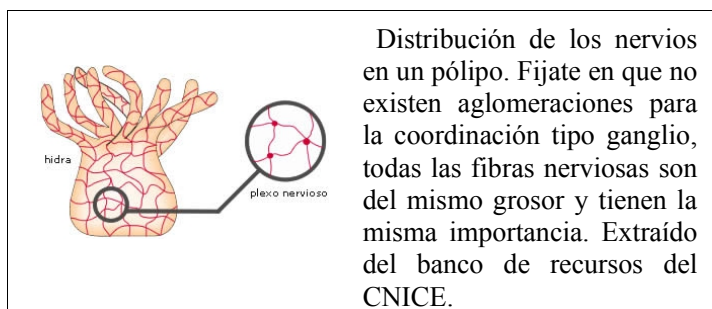 hidra
plexo nervioso
Distribución de los nervios
en un pólipo. Fijate en que no
existen aglomeraciones para
la coordinación tipo ganglio,
todas las fibras nerviosas son
del mismo grosor y tienen la
misma importancia. Extraído
del banco de recursos del
CNICE.